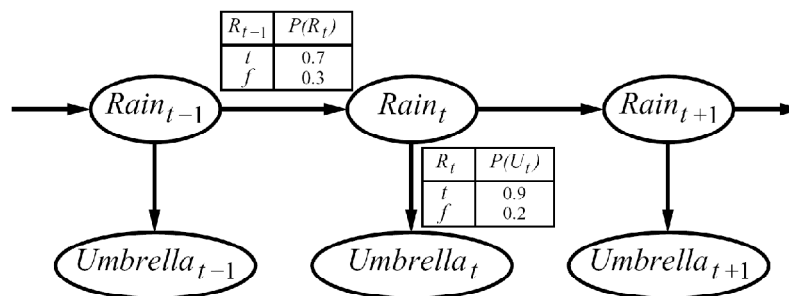 R_{t-1} P(R_t)
t 0.7
f 0.3
Rain_{t-1} Rain_t Rain_{t+1}
R_t P(U_t)
t 0.9
f 0.2
Umbrella_{t-1} Umbrella_t Umbrella_{t+1}